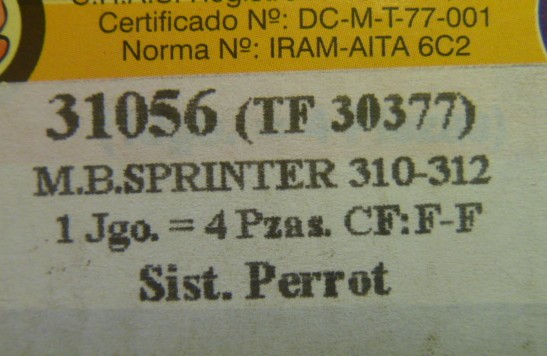 Certificado Nº: DC-M-T-77-001
Norma Nº: IRAM-AITA 6C2
31056 (TF 30377)
M.B.SPRINTER 310-312
1 Jgo. = 4 Pzas. CF:F-F
Sist. Perrot